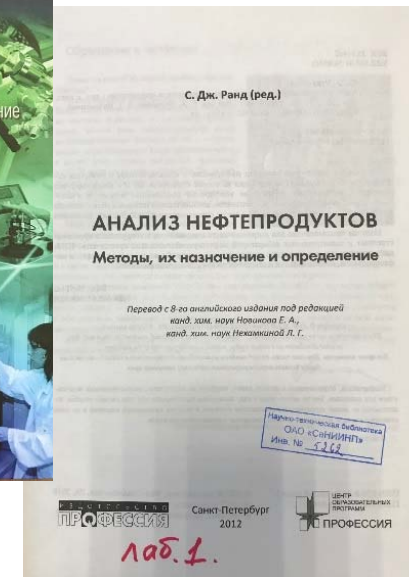 ние
С. Дж. Ранд (ред.)
АНАЛИЗ НЕФТЕПРОДУКТОВ
Методы, их назначение и определение
Перевод с 8-го английского издания под редакцией
канд. хим. наук Новикова Е. А.,
канд. хим. наук Нехамкиной Л. Г.
Научно-техническая библиотека
ОАО «СвНИИНП»
Инв. № 5262
ИЗДАТЕЛЬСТВО
ПРОФЕССИЯ
Санкт-Петербург
2012
ЦЕНТР
ОБРАЗОВАТЕЛЬНЫХ
ПРОГРАММ
ПРОФЕССИЯ
лаб. 1.